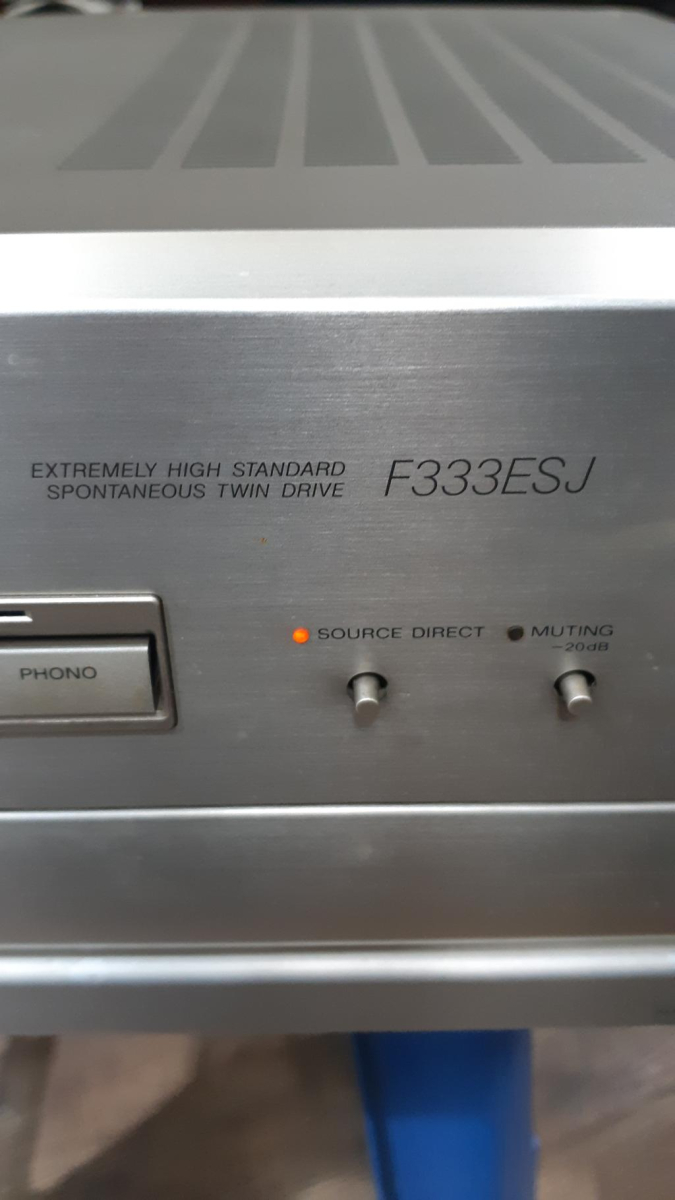 EXTREMELY HIGH STANDARD
SPONTANEOUS TWIN DRIVE
F333ESJ
SOURCE DIRECT
MUTING
-20dB
PHONO